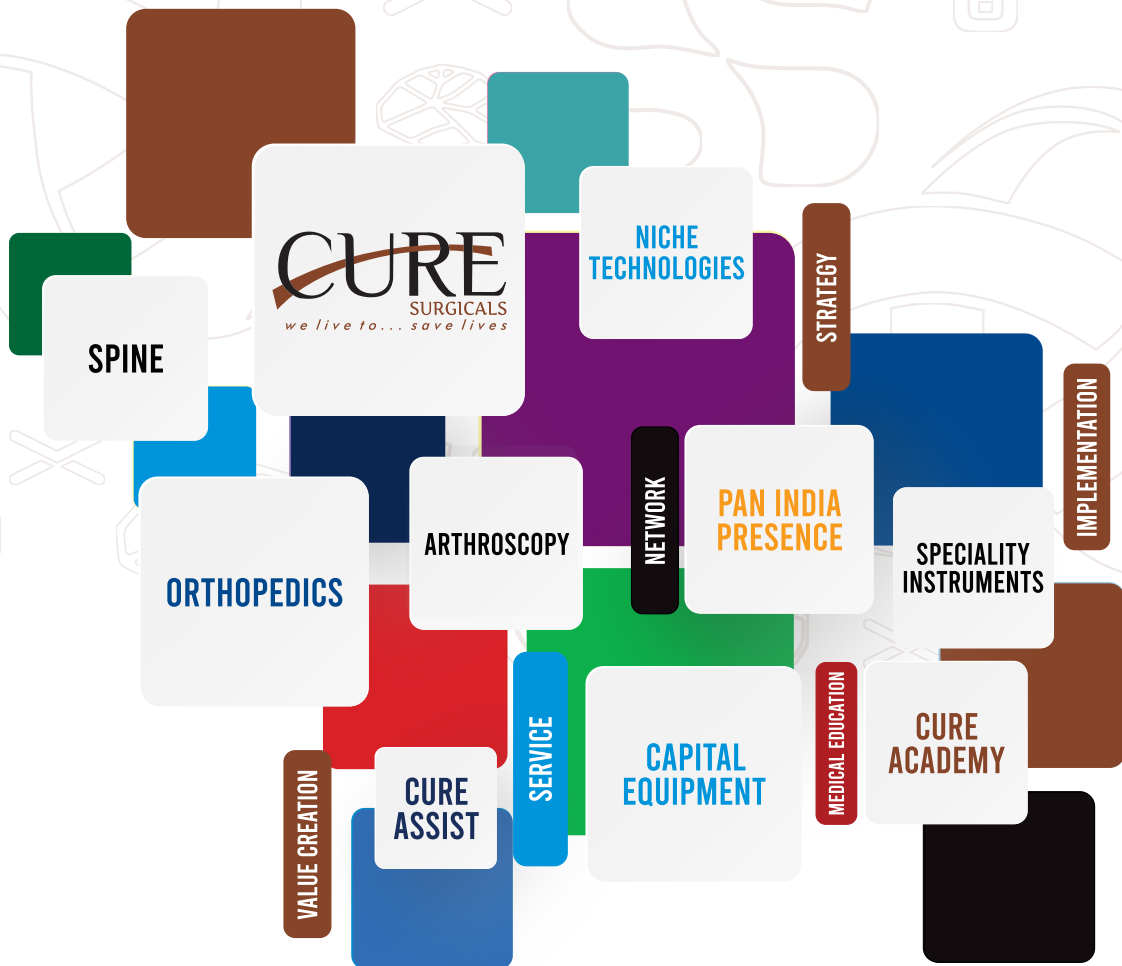 CURE
SURGICALS
we live to... save lives
NICHE
TECHNOLOGIES
STRATEGY
SPINE
IMPLEMENTATION
ORTHOPEDICS
ARTHROSCOPY
NETWORK
PAN INDIA
PRESENCE
SPECIALITY
INSTRUMENTS
VALUE CREATION
CURE
ASSIST
SERVICE
CAPITAL
EQUIPMENT
MEDICAL EDUCATION
CURE
ACADEMY